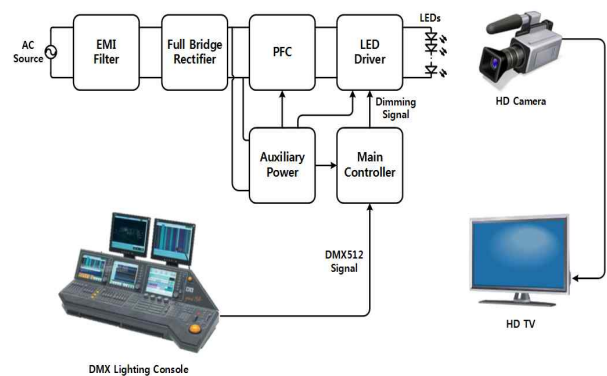 LEDs
AC
Source
EMI
Filter
Full Bridge
Rectifier
PFC
LED
Driver
Dimming
Signal
HD Camera
Auxiliary
Power
Main
Controller
DMX512
Signal
HD TV
DMX Lighting Console